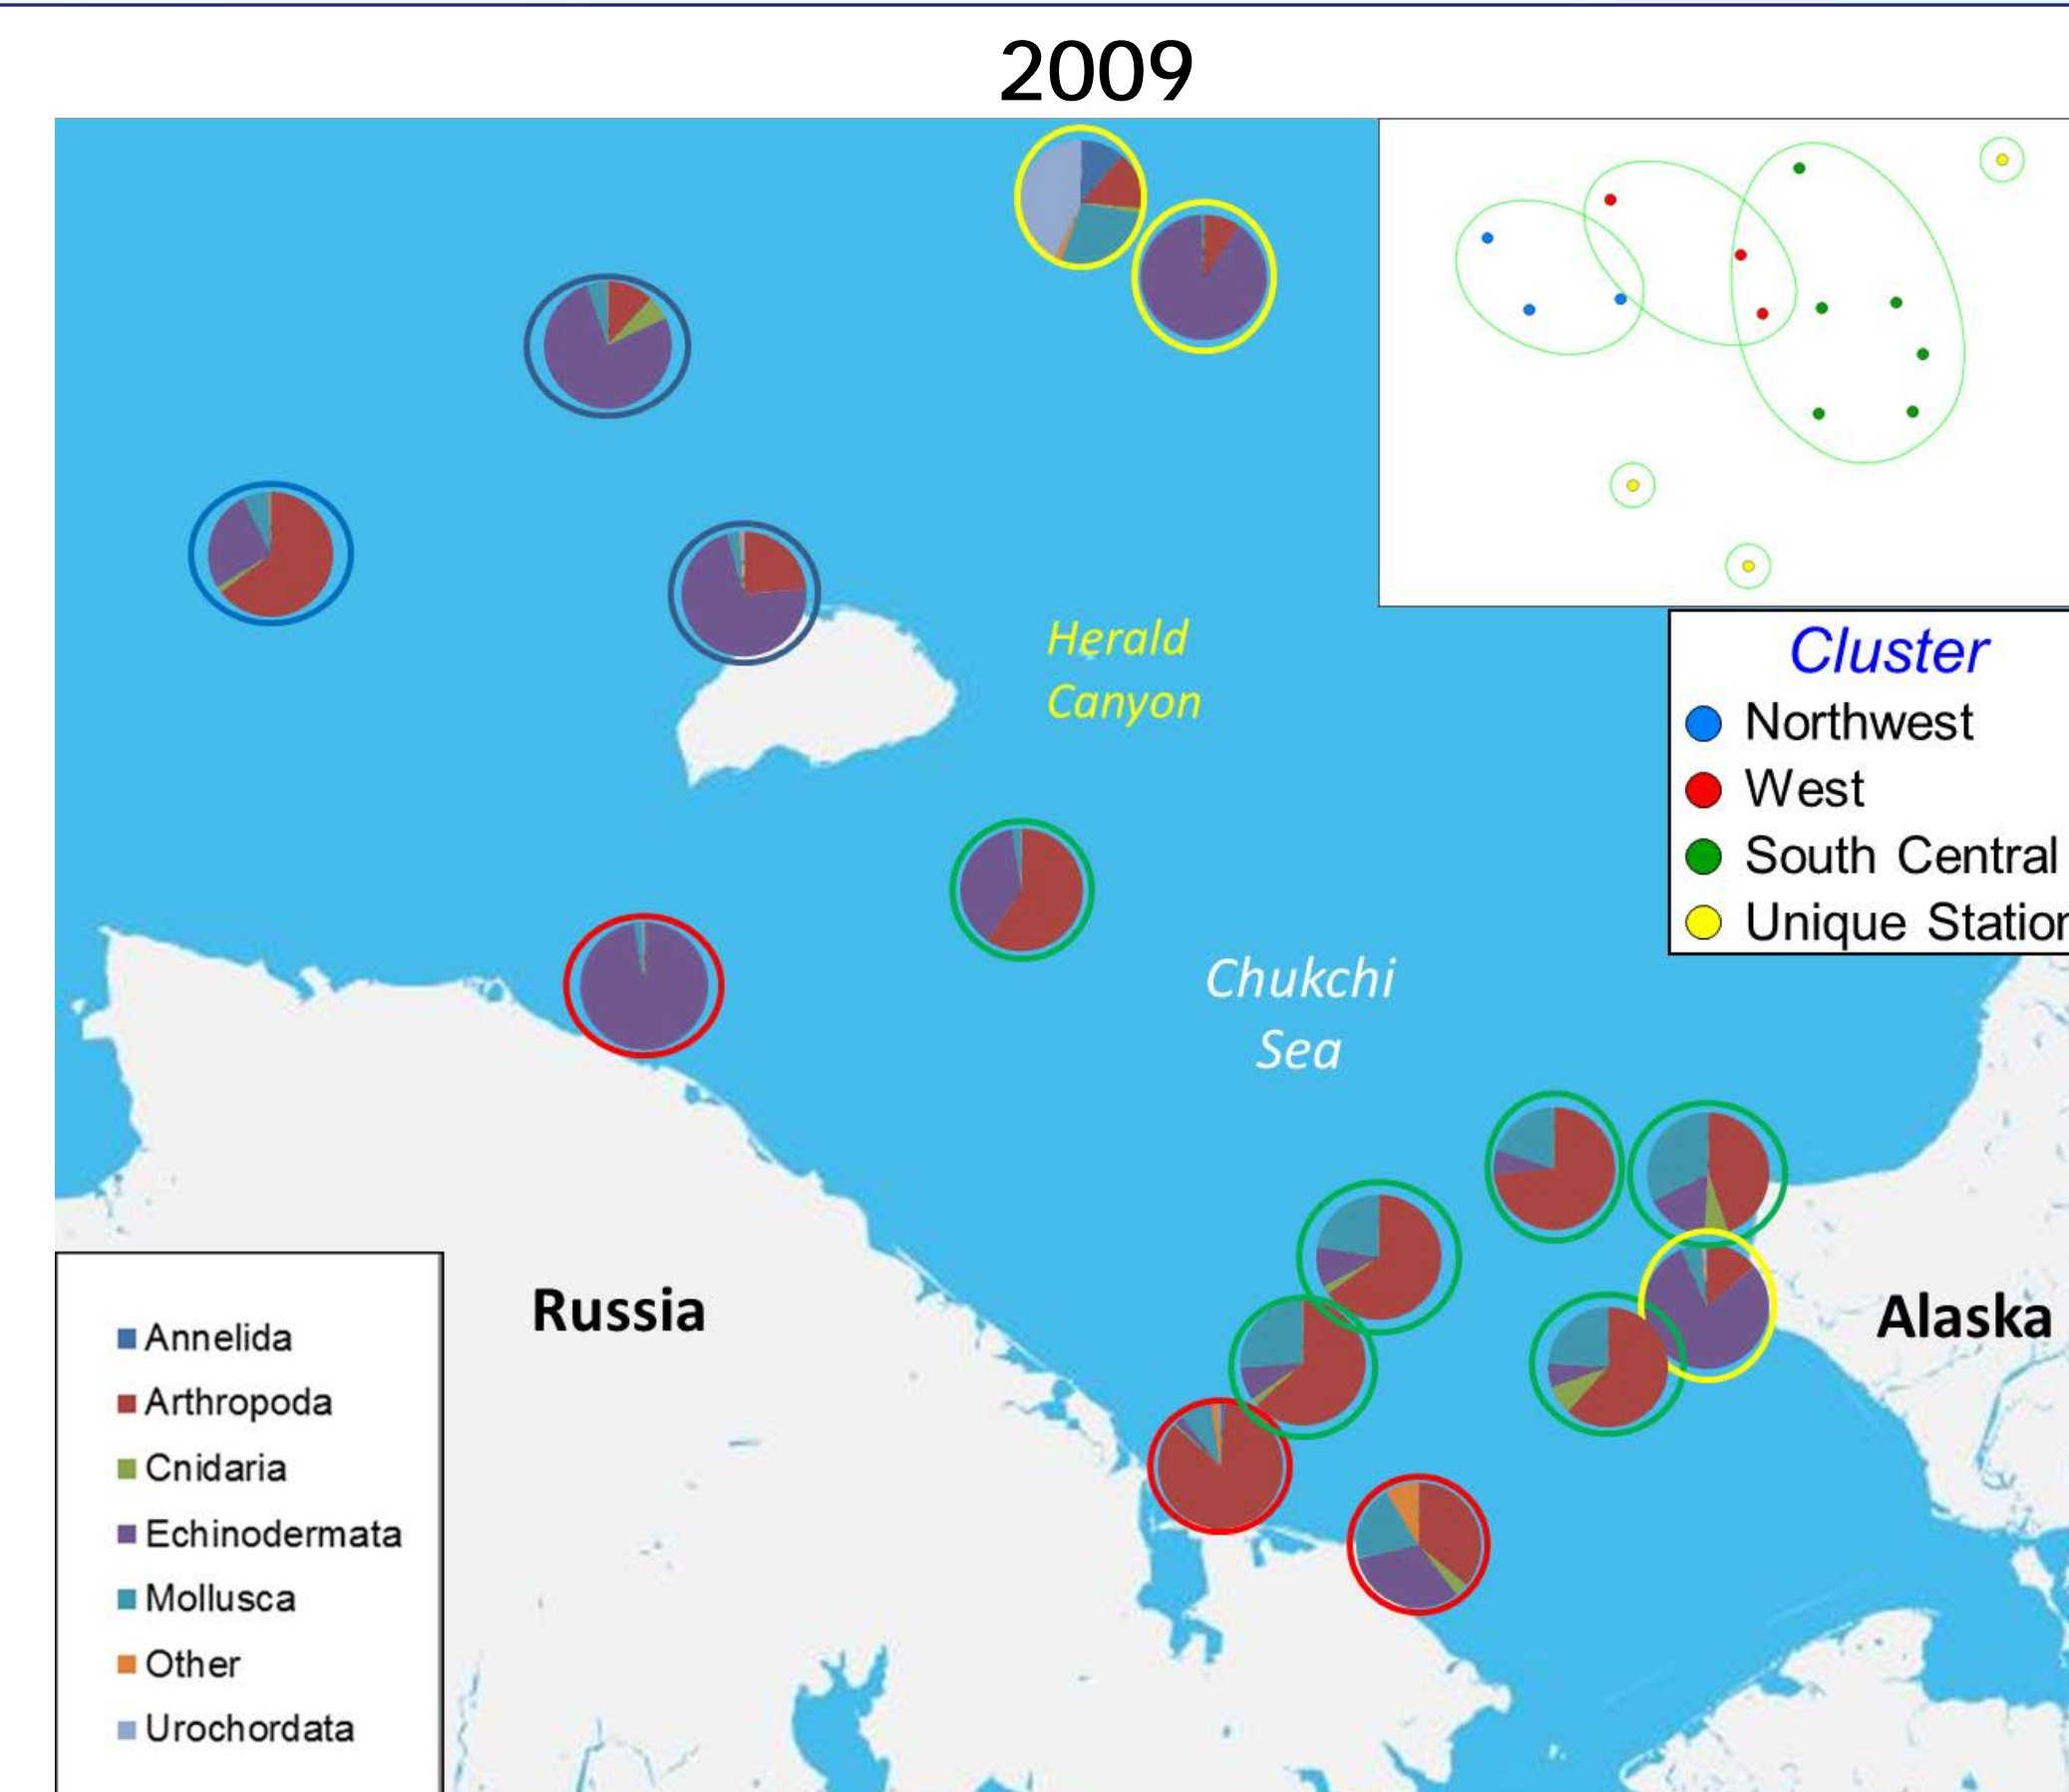 2009
Herald
Canyon
Cluster
Northwest
West
South Central
Unique Station
Chukchi
Sea
Russia
Alaska
Annelida
Arthropoda
Cnidaria
Echinodermata
Mollusca
Other
Urochordata